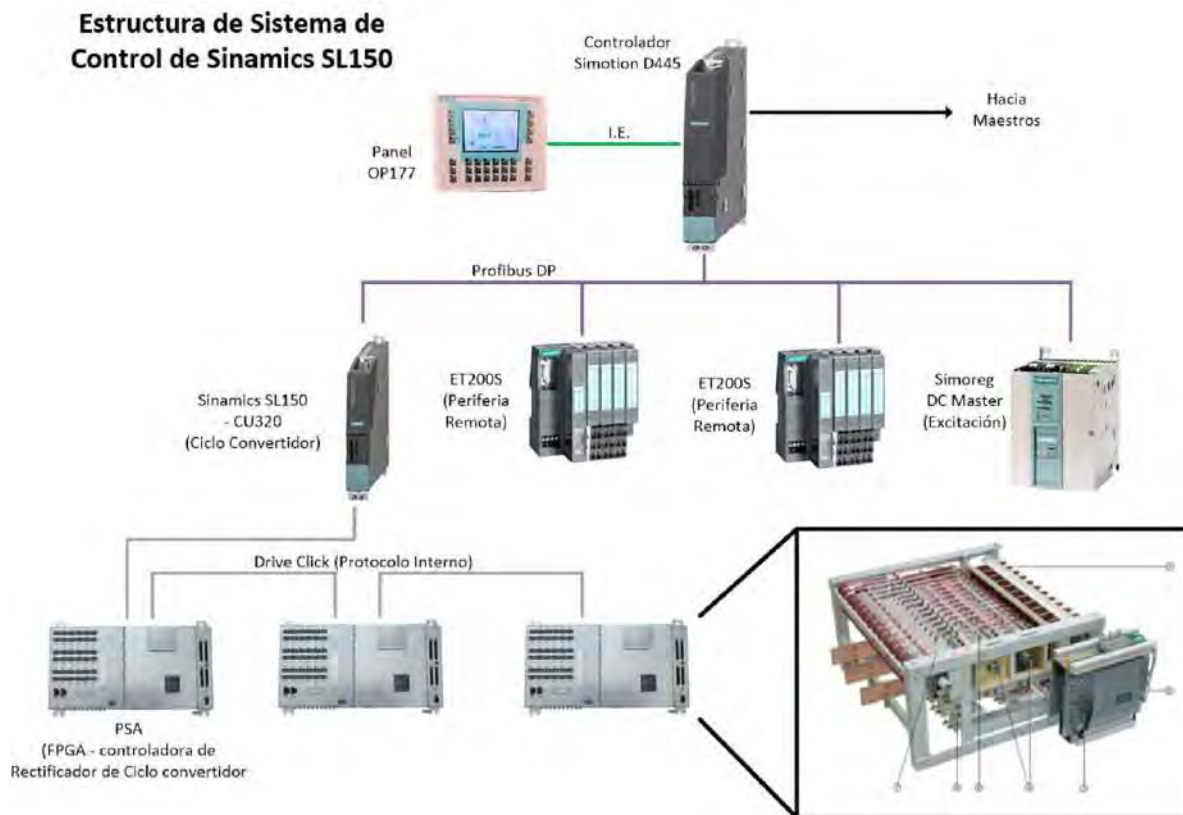 Estructura de Sistema de
Control de Sinamics SL150
Controlador
Simotion D445
Hacia
Maestros
I.E.
Panel
OP177
Profibus DP
Sinamics SL150
- CU320
(Ciclo Convertidor)
ET200S
(Periferia
Remota)
ET200S
(Periferia
Remota)
Simoreg
DC Master
(Excitación)
Drive Click (Protocolo Interno)
PSA
(FPGA - controladora de
Rectificador de Ciclo convertidor